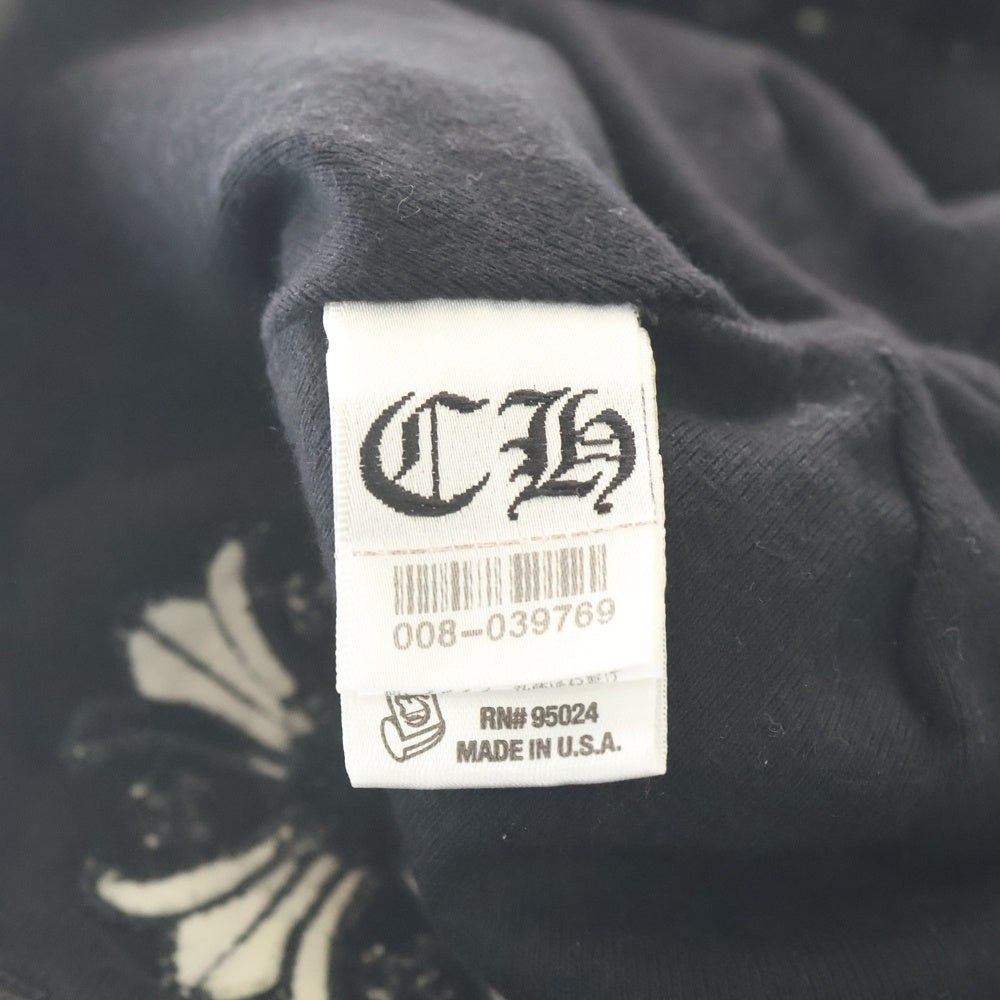 CH
008-039769
RN# 95024
MADE IN U.S.A.